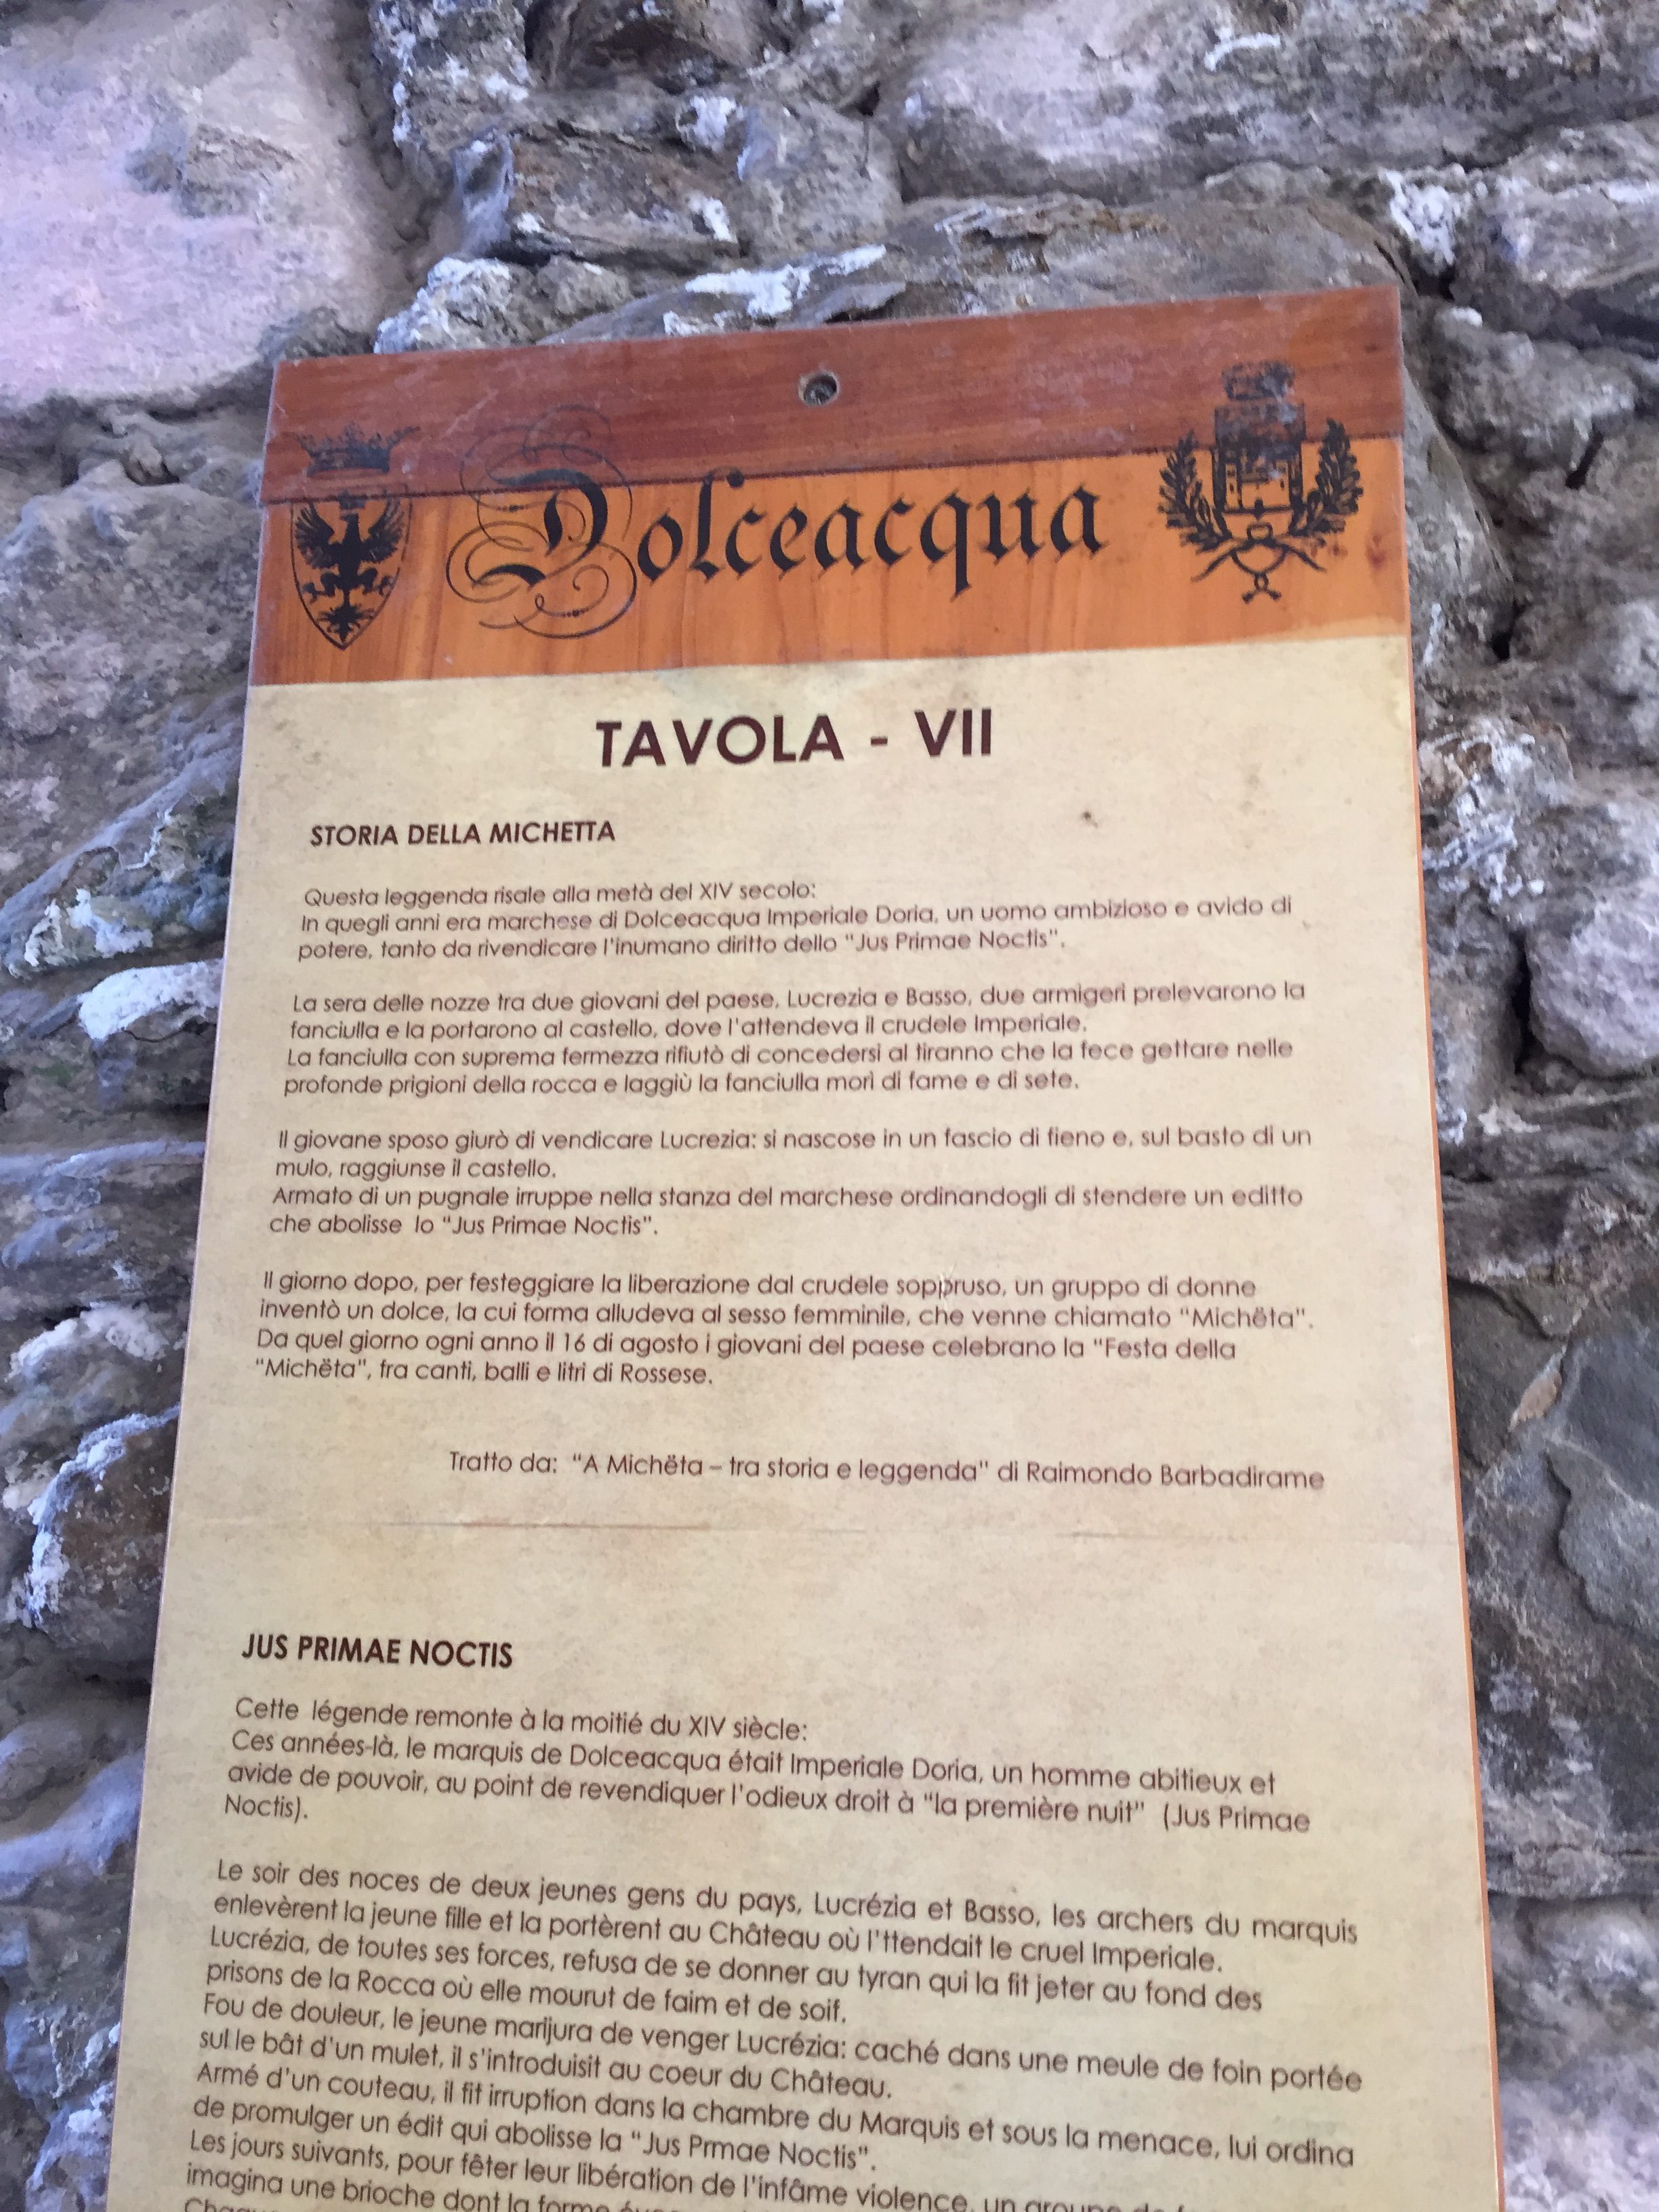 Dolceacqua
TAVOLA - VII
STORIA DELLA MICHETTA
Questa leggenda risale alla metà del XIV secolo:
In quegli anni era marchese di Dolceacqua Imperiale Doria, un uomo ambizioso e avido di
potere, tanto da rivendicare l'inumano diritto dello "Jus Primae Noctis".
La sera delle nozze tra due giovani del paese, Lucrezia e Basso, due armigeri prelevarono la
fanciulla e la portarono al castello, dove l'attendeva il crudele Imperiale.
La fanciulla con suprema fermezza rifiutò di concedersi al tiranno che la fece gettare nelle
profonde prigioni della rocca e laggiù la fanciulla morì di fame e di sete.
Il giovane sposo giurò di vendicare Lucrezia: si nascose in un fascio di fieno e, sul basto di un
mulo, raggiunse il castello.
Armato di un pugnale irruppe nella stanza del marchese ordinandogli di stendere un editto
che abolisse lo "Jus Primae Noctis".
Il giorno dopo, per festeggiare la liberazione dal crudele soppruso, un gruppo di donne
inventò un dolce, la cui forma alludeva al sesso femminile, che venne chiamato "Michëta".
Da quel giorno ogni anno il 16 di agosto i giovani del paese celebrano la "Festa della
"Michëta", fra canti, balli e litri di Rossese.
Tratto da: "A Michëta – tra storia e leggenda" di Raimondo Barbadirame
JUS PRIMAE NOCTIS
Cette légende remonte à la moitié du XIV siècle:
Ces années-là, le marquis de Dolceacqua était Imperiale Doria, un homme abitieux et
avide de pouvoir, au point de revendiquer l'odieux droit à "la première nuit" (Jus Primae
Noctis).
Le soir des noces de deux jeunes gens du pays, Lucrézia et Basso, les archers du marquis
enlevèrent la jeune fille et la portèrent au Château où l'ttendait le cruel Imperiale.
Lucrézia, de toutes ses forces, refusa de se donner au tyran qui la fit jeter au fond des
prisons de la Rocca où elle mourut de faim et de soif.
Fou de douleur, le jeune marijura de venger Lucrézia: caché dans une meule de foin portée
sul le bât d'un mulet, il s'introduisit au coeur du Château.
Armé d'un couteau, il fit irruption dans la chambre du Marquis et sous la menace, lui ordina
de promulger un édit qui abolisse la "Jus Prmae Noctis".
Les jours suivants, pour fêter leur libération de l'infâme violence, un groupe de
imagina une brioche dont la forme